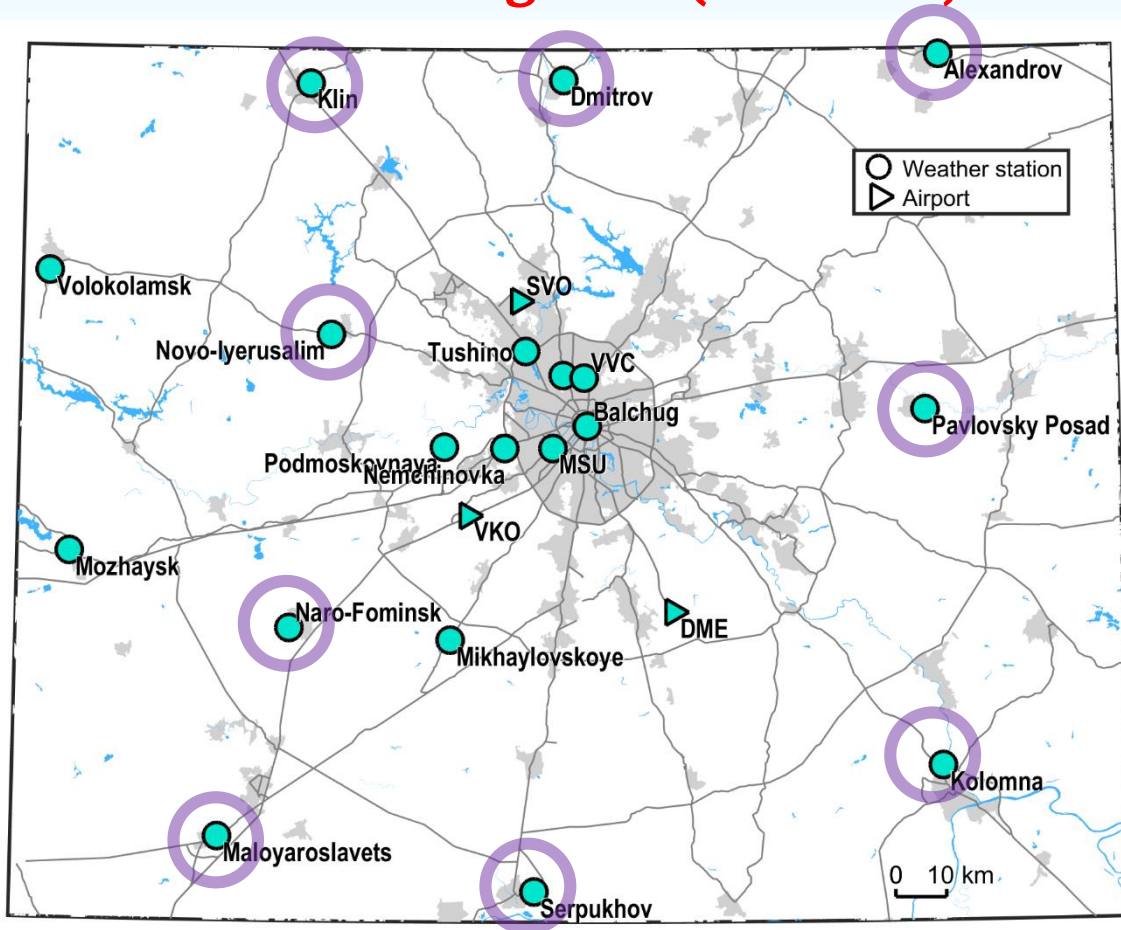 Alexandrov
Klin
Dmitrov
Weather station
Airport
Volokolamsk
SVO
Novo-Iyerusalim
Tushino
VVC
Balchug
Pavlovsky Posad
Podmoskovnaya
Nemchinovka
MSU
VKO
Mozhaysk
Naro-Fominsk
DME
Mikhaylovskoye
Kolomna
Maloyaroslavets
0 10 km
Serpukhov